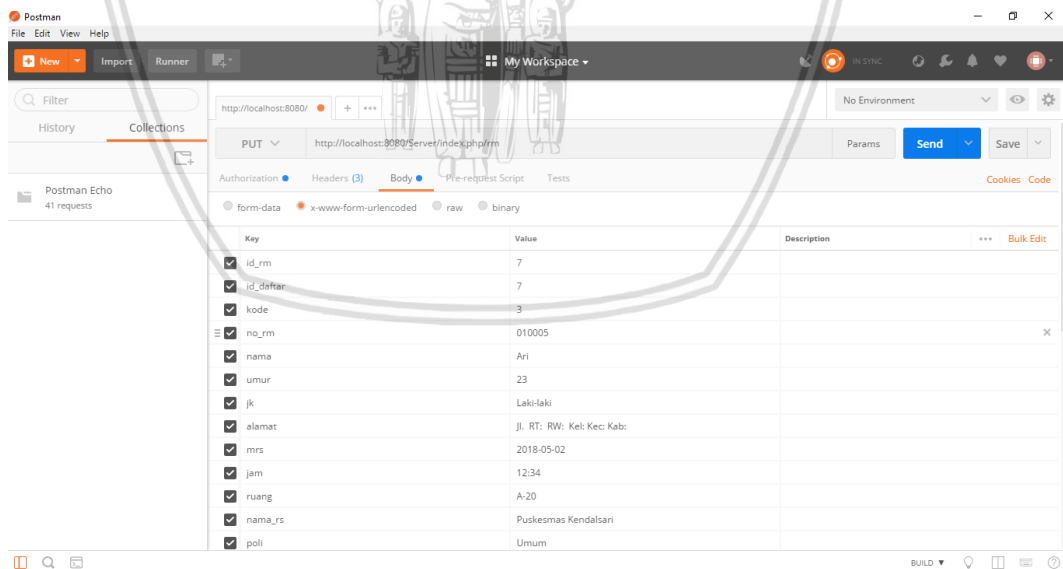 Postman
File Edit View Help
New Import Runner My Workspace IN SYNC
Filter
History Collections
Postman Echo
41 requests
http://localhost:8080/ + ••• No Environment
PUT http://localhost:8080/Server/index.php/rm Params Send Save
Authorization Headers (3) Body Pre-request Script Tests Cookies Code
form-data x-www-form-urlencoded raw binary
Key Value Description ••• Bulk Edit
id_rm 7
id_daftar 7
kode 3
no_rm 010005
nama Ari
umur 23
jk Laki-laki
alamat Jl. RT: RW: Kel: Kec: Kab:
mrs 2018-05-02
jam 12:34
ruang A-20
nama_rs Puskesmas Kendalsari
poli Umum
BUILD